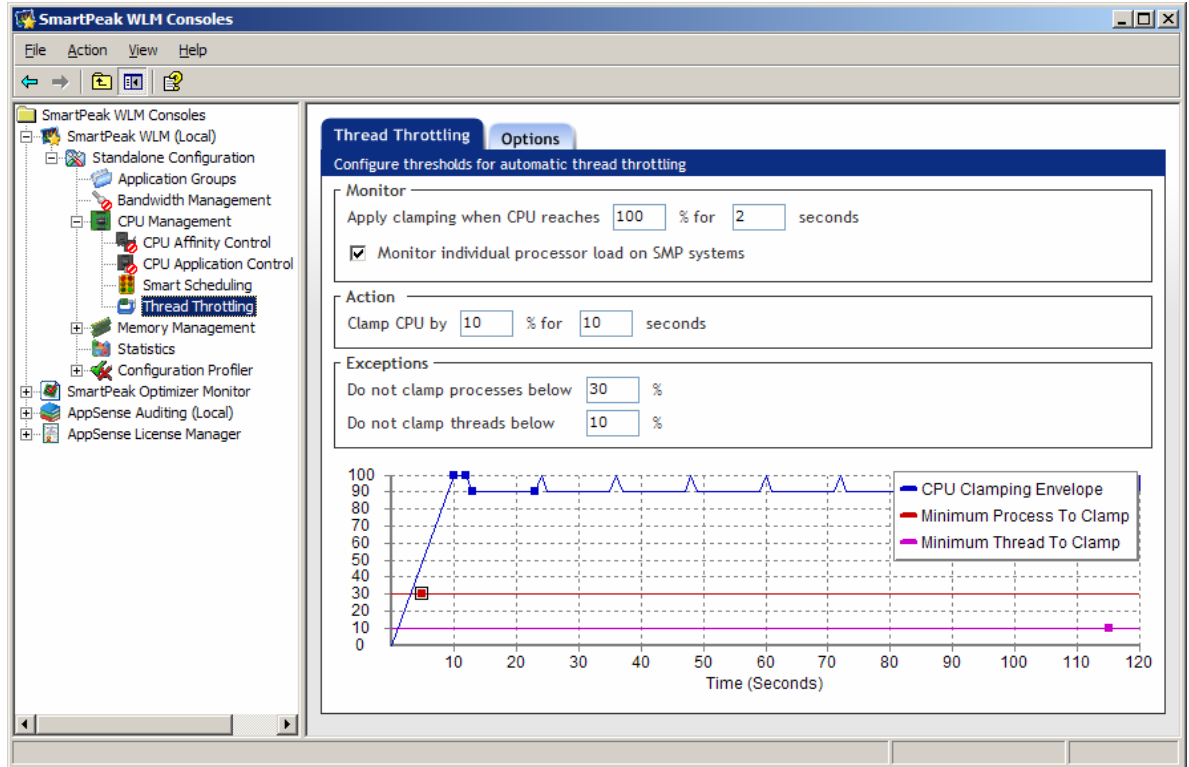 SmartPeak WLM Consoles
File Action View Help
SmartPeak WLM Consoles
SmartPeak WLM (Local)
Standalone Configuration
Application Groups
Bandwidth Management
CPU Management
CPU Affinity Control
CPU Application Control
Smart Scheduling
Thread Throttling
Memory Management
Statistics
Configuration Profiler
SmartPeak Optimizer Monitor
AppSense Auditing (Local)
AppSense License Manager
Thread Throttling Options
Configure thresholds for automatic thread throttling
Monitor
Apply clamping when CPU reaches 100 % for 2 seconds
Monitor individual processor load on SMP systems
Action
Clamp CPU by 10 % for 10 seconds
Exceptions
Do not clamp processes below 30 %
Do not clamp threads below 10 %
100
90
80
70
60
50
40
30
20
10
0
CPU Clamping Envelope
Minimum Process To Clamp
Minimum Thread To Clamp
10 20 30 40 50 60 70 80 90 100 110 120
Time (Seconds)